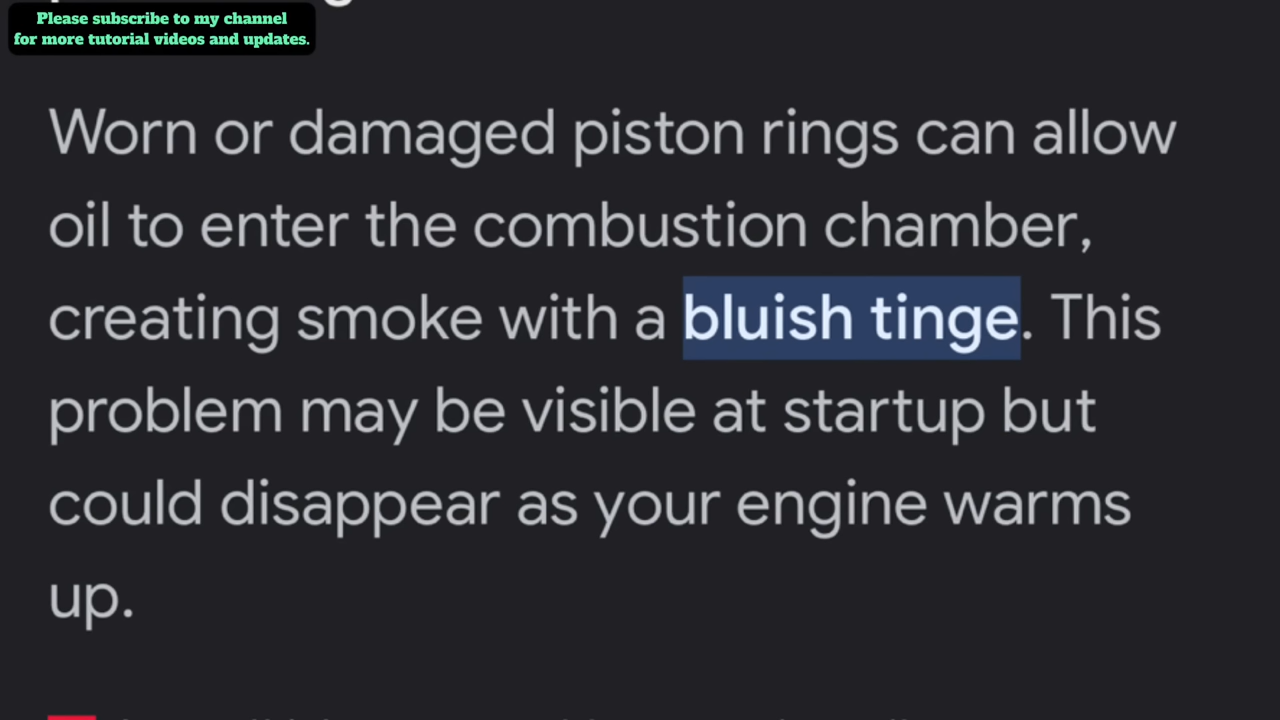 Please subscribe to my channel
for more tutorial videos and updates.
Worn or damaged piston rings can allow
oil to enter the combustion chamber,
creating smoke with a bluish tinge. This
problem may be visible at startup but
could disappear as your engine warms
up.